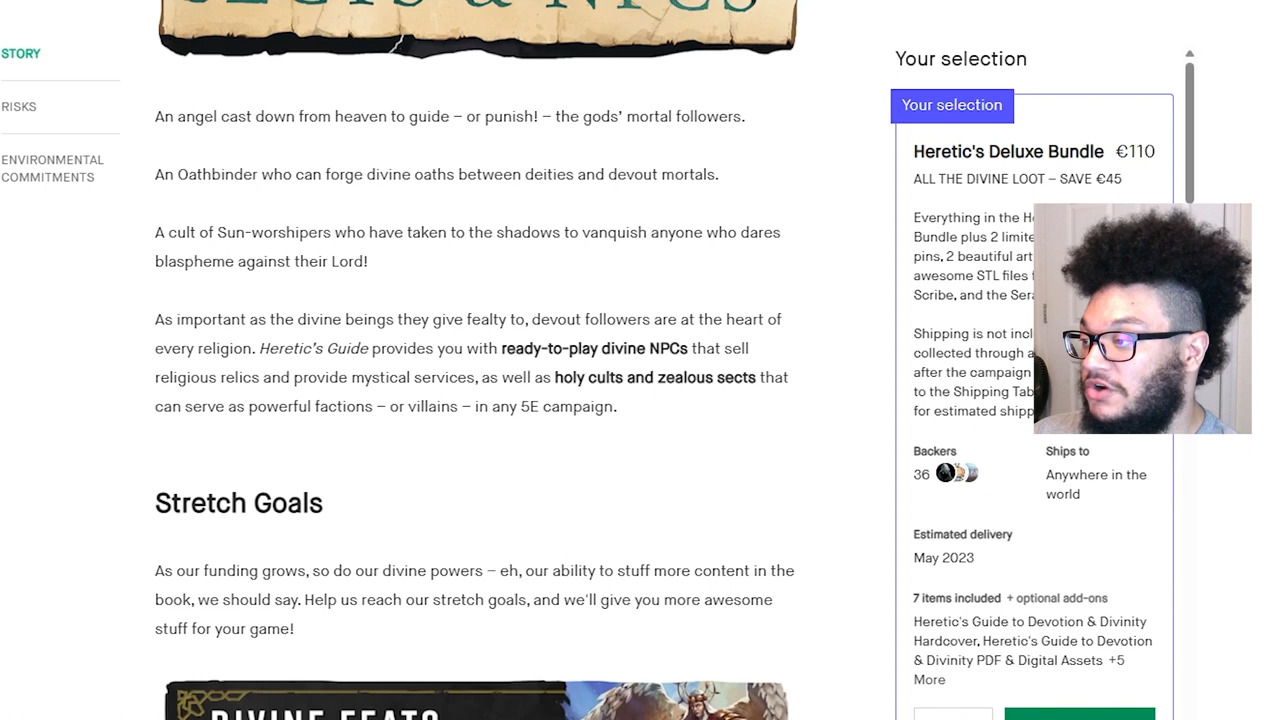 SECTS & NPCS
STORY
RISKS
ENVIRONMENTAL
COMMITMENTS
An angel cast down from heaven to guide – or punish! – the gods’ mortal followers.
An Oathbinder who can forge divine oaths between deities and devout mortals.
A cult of Sun-worshipers who have taken to the shadows to vanquish anyone who dares
blaspheme against their Lord!
As important as the divine beings they give fealty to, devout followers are at the heart of
every religion. Heretic's Guide provides you with ready-to-play divine NPCs that sell
religious relics and provide mystical services, as well as holy cults and zealous sects that
can serve as powerful factions – or villains – in any 5E campaign.
Stretch Goals
As our funding grows, so do our divine powers – eh, our ability to stuff more content in the
book, we should say. Help us reach our stretch goals, and we'll give you more awesome
stuff for your game!
DIVINE FEATS
Your selection
Your selection
Heretic's Deluxe Bundle €110
ALL THE DIVINE LOOT – SAVE €45
Everything in the
Bundle plus 2 limite
pins, 2 beautiful art
awesome STL files
Scribe, and the Sera
Shipping is not incl
collected through a
after the campaign
to the Shipping Tab
for estimated shipp
Backers
36
Ships to
Anywhere in the
world
Estimated delivery
May 2023
7 items included + optional add-ons
Heretic's Guide to Devotion & Divinity
Hardcover, Heretic's Guide to Devotion
& Divinity PDF & Digital Assets +5
More